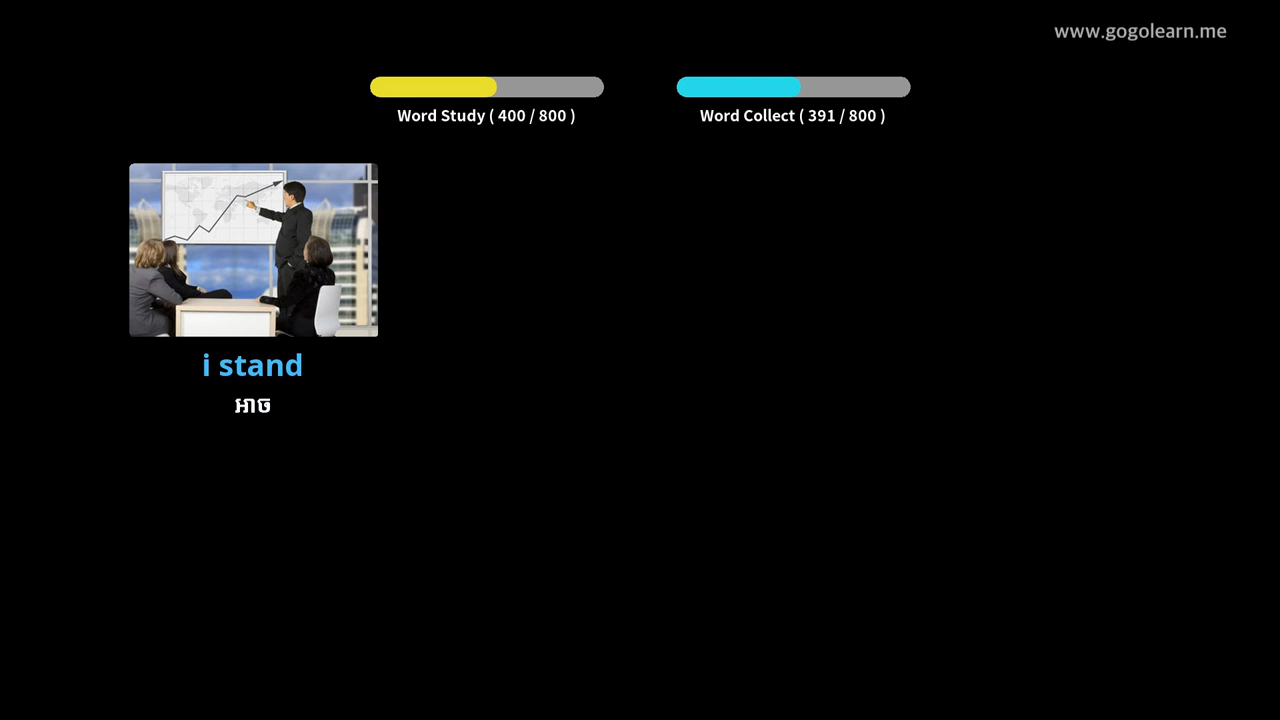 www.gogolearn.me
Word Study ( 400 / 800 )
Word Collect ( 391 / 800 )
i stand
អាច